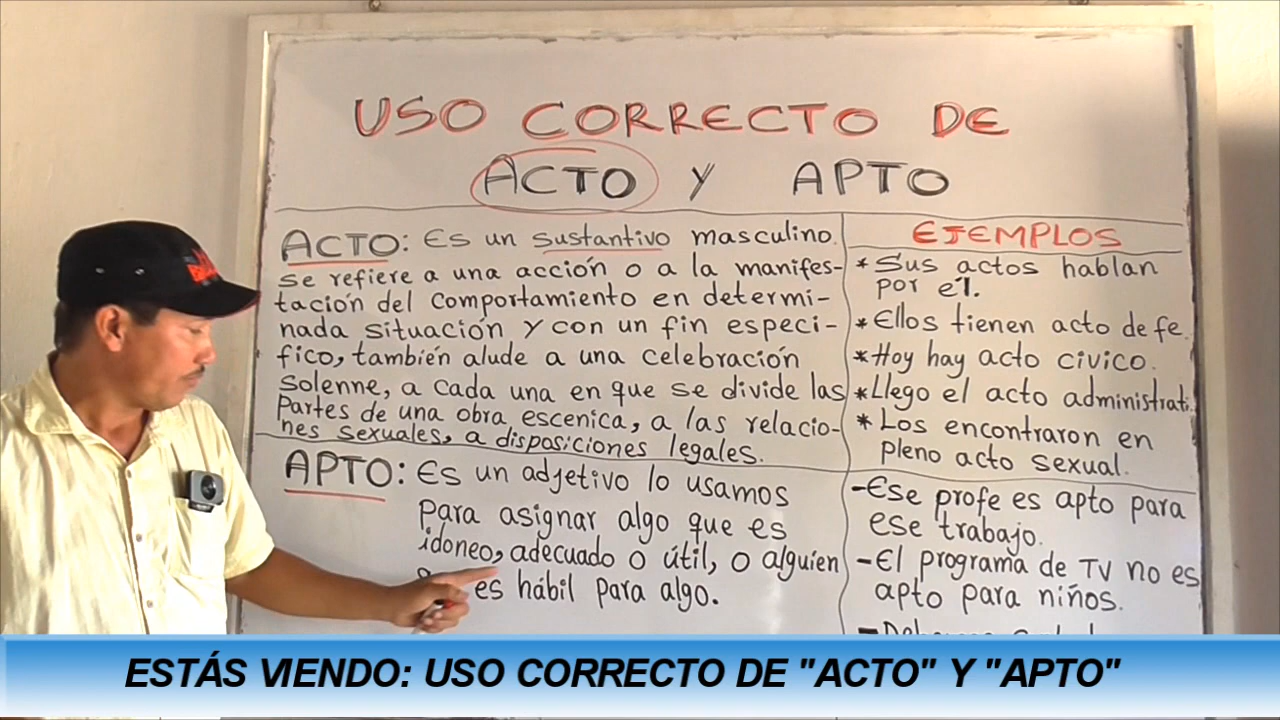 USO CORRECTO DE
ACTO Y APTO
ACTO: Es un sustantivo masculino.
Se refiere a una acción o a la manifes-
tación del comportamiento en determi-
nada situación y con un fin especi-
fico, también alude a una celebración
Solenne, a cada una en que se divide las
Partes de una obra escenica, a las relacio-
nes sexuales, a disposiciones legales.
EJEMPLOS
* Sus actos hablan
por él.
* Ellos tienen acto de fe.
* Hoy hay acto civico.
* Llego el acto administrati
* Los encontraron en
pleno acto sexual.
APTO: Es un adjetivo lo usamos
para asignar algo que es
idoneo, adecuado o útil, o alguien
es hábil para algo.
- Ese profe es apto para
ese trabajo.
- El programa de TV no es
apto para niños.
ESTÁS VIENDO: USO CORRECTO DE "ACTO" Y "APTO"